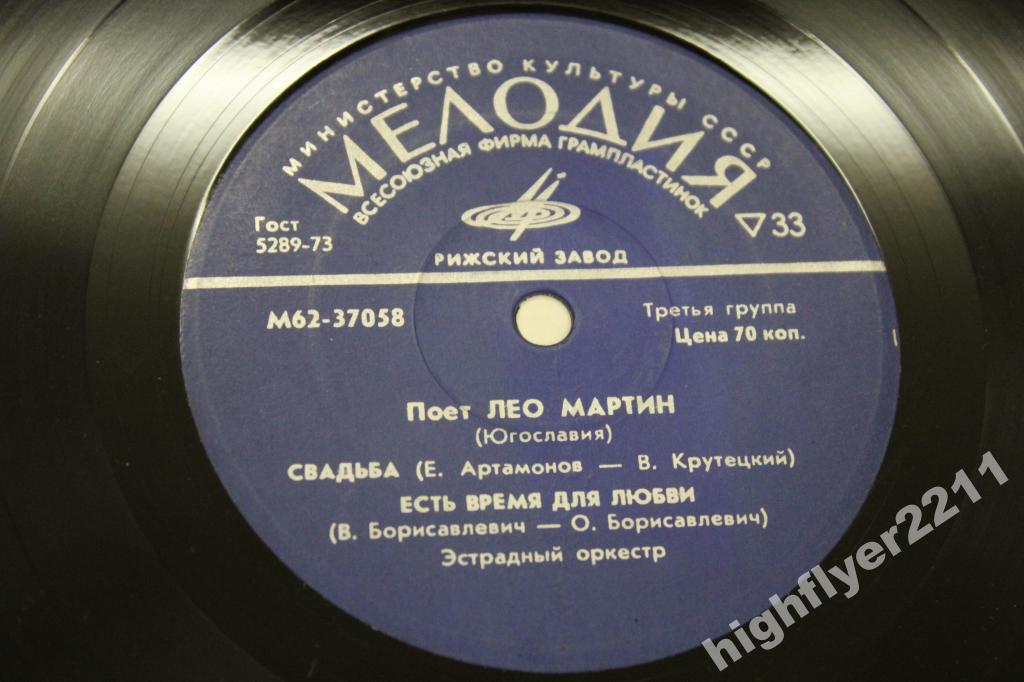 МИНИСТЕРСТВО КУЛЬТУРЫ СССР
МЕЛОДИЯ
ВСЕСОЮЗНАЯ ФИРМА ГРАМПЛАСТИНОК
Гост
5289-73
33
РИЖСКИЙ ЗАВОД
М62-37058
Третья группа
Цена 70 коп.
Поет ЛЕО МАРТИН
(Югославия)
СВАДЬБА (Е. Артамонов — В. Крутецкий)
ЕСТЬ ВРЕМЯ ДЛЯ ЛЮБВИ
(В. Борисавлевич — О. Борисавлевич)
Эстрадный оркестр
highflyer2211